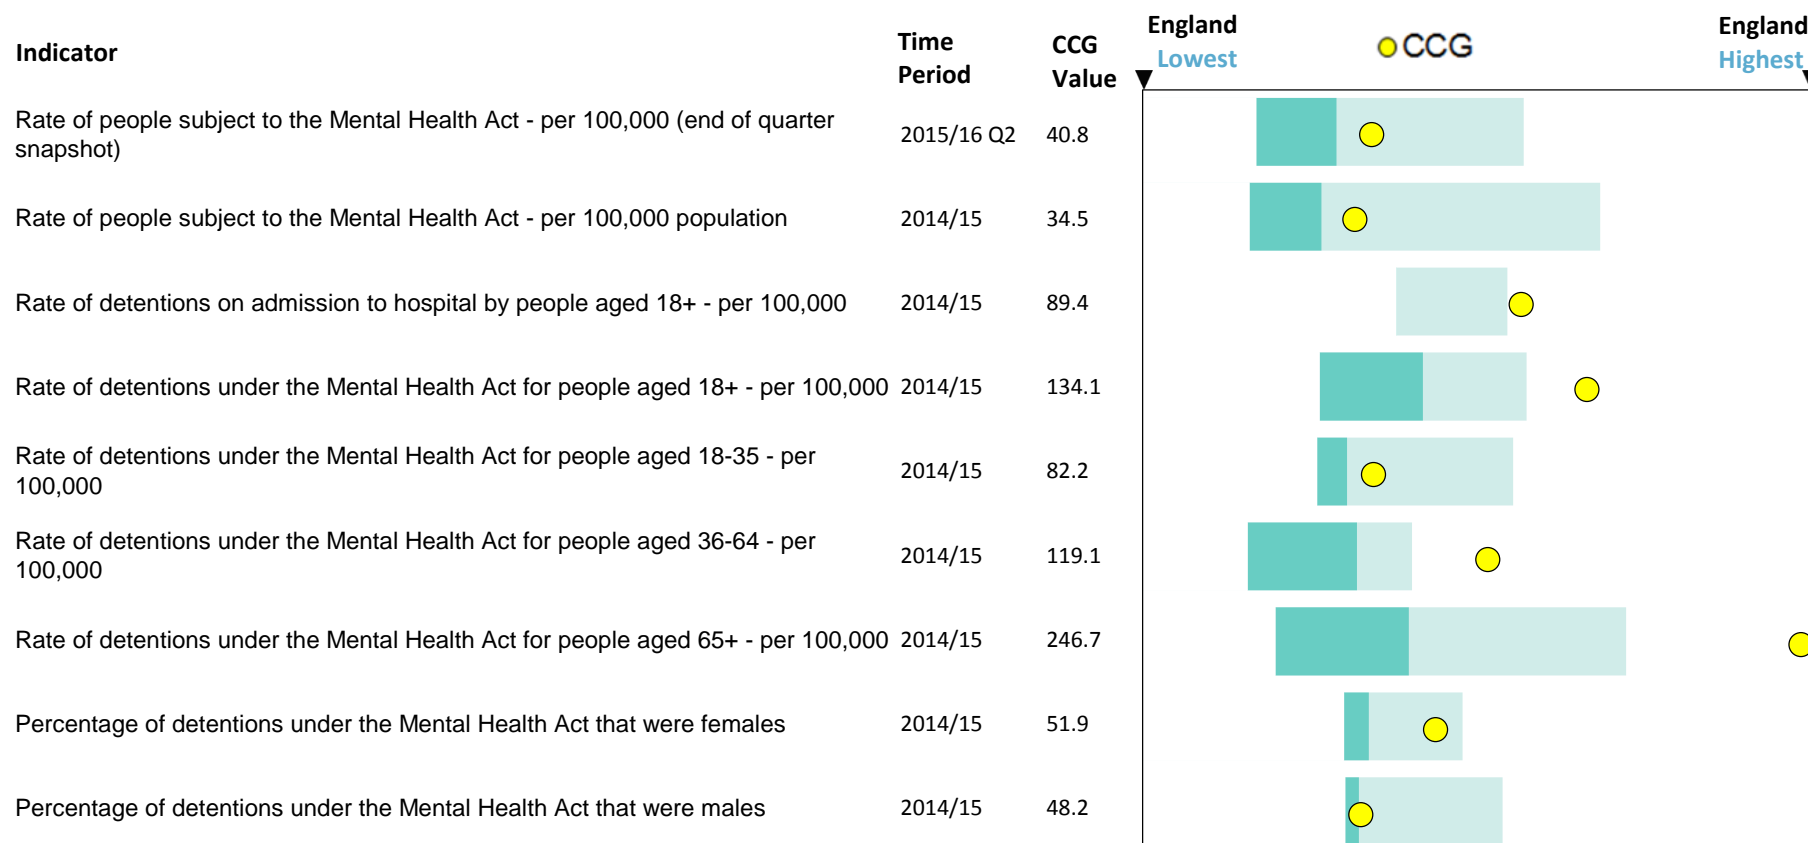 Indicator
Time Period
CCG Value
England Lowest
CCG
England Highest
Rate of people subject to the Mental Health Act - per 100,000 (end of quarter
snapshot)
2015/16 Q2
40.8
Rate of people subject to the Mental Health Act - per 100,000 population
2014/15
34.5
Rate of detentions on admission to hospital by people aged 18+ - per 100,000
2014/15
89.4
Rate of detentions under the Mental Health Act for people aged 18+ - per 100,000
2014/15
134.1
Rate of detentions under the Mental Health Act for people aged 18-35 - per
100,000
2014/15
82.2
Rate of detentions under the Mental Health Act for people aged 36-64 - per
100,000
2014/15
119.1
Rate of detentions under the Mental Health Act for people aged 65+ - per 100,000
2014/15
246.7
Percentage of detentions under the Mental Health Act that were females
2014/15
51.9
Percentage of detentions under the Mental Health Act that were males
2014/15
48.2